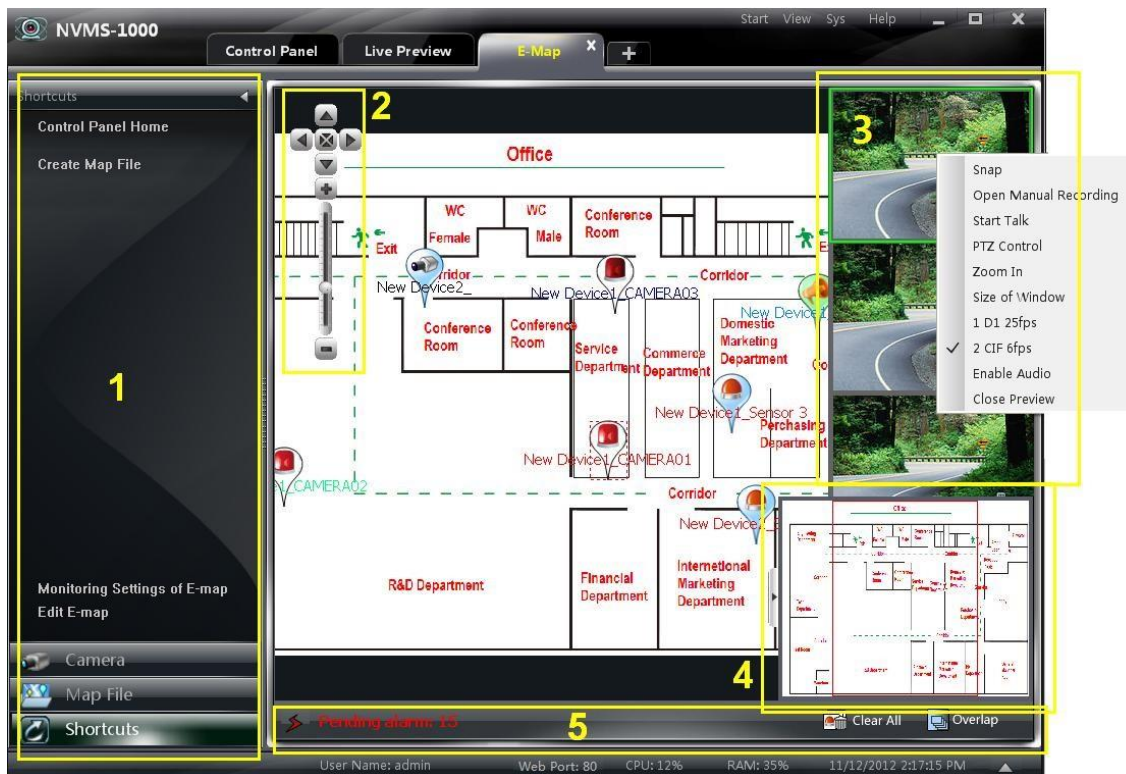 NVMS-1000
Start View Sys Help
Control Panel
Live Preview
E-Map
Shortcuts
Control Panel Home
Create Map File
1
Monitoring Settings of E-map
Edit E-map
Camera
Map File
Shortcuts
2
Office
WC
Female
WC
Male
Conference
Room
Exit
Corridor
Corridor
New Device2_
New Device1_CAMERA03
New Device1
Conference
Room
Conference
Room
Service
Department
Commerce
Department
Domestic
Marketing
Department
New Device1_Sensor 3
Perchasing
Department
New Device1_CAMERA01
1_CAMERA02
Corridor
New Device2_
R&D Department
Financial
Department
Internetional
Marketing
Department
3
Snap
Open Manual Recording
Start Talk
PTZ Control
Zoom In
Size of Window
1 D1 25fps
2 CIF 6fps
Enable Audio
Close Preview
4
Pending alarm: 15
5
Clear All
Overlap
User Name: admin
Web Port: 80
CPU: 12%
RAM: 35%
11/12/2012 2:17:15 PM